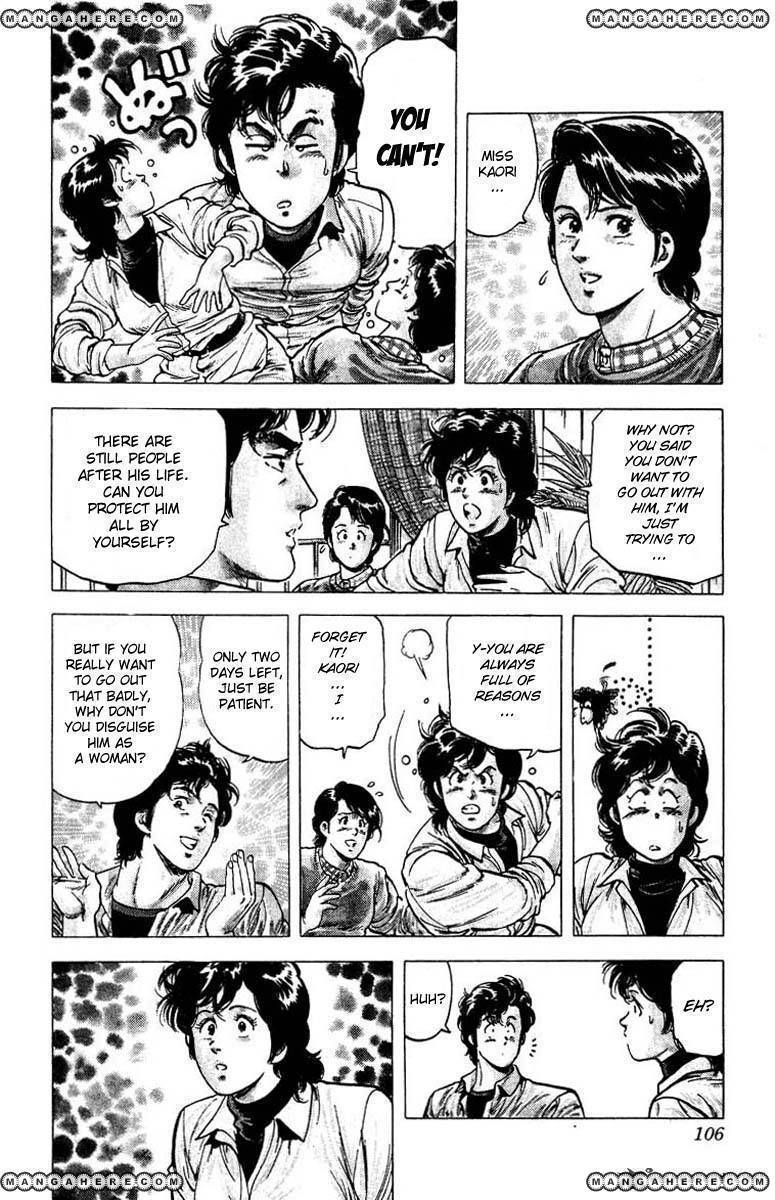 MANGAHERE.COM
MANGAHERE.COM
MISS
KAORI
...
YOU
CAN'T!
ぬ゛っ
WHY NOT?
YOU SAID
YOU DON'T
WANT TO
GO OUT WITH
HIM, I'M
JUST
TRYING TO
...
THERE ARE
STILL PEOPLE
AFTER HIS LIFE.
CAN YOU
PROTECT HIM
ALL BY
YOURSELF?
Y-YOU ARE
ALWAYS
FULL OF
REASONS
...
FORGET
IT!
KAORI
...
I
...
ONLY TWO
DAYS LEFT,
JUST BE
PATIENT.
BUT IF YOU
REALLY WANT
TO GO OUT
THAT BADLY,
WHY DON'T
YOU DISGUISE
HIM AS
A WOMAN?
EH?
HUH?
106
MANGAHERE.COM
MANGAHERE.COM